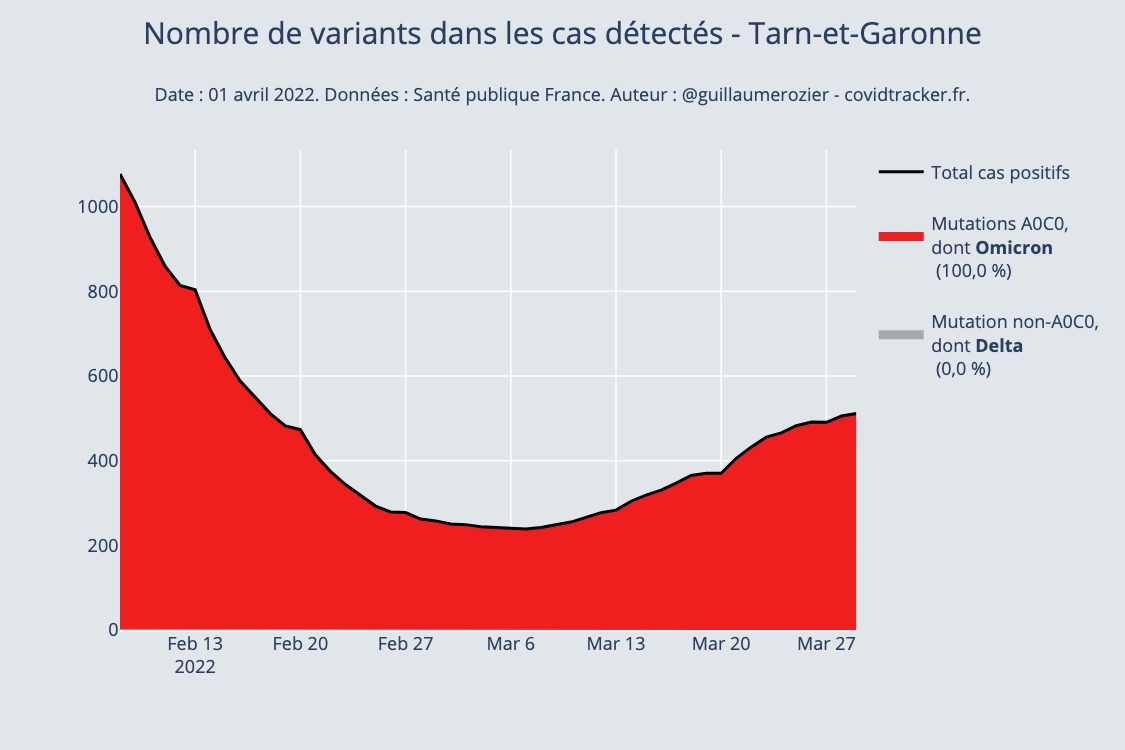 Nombre de variants dans les cas détectés - Tarn-et-Garonne
Date : 01 avril 2022. Données : Santé publique France. Auteur : @guillaumerozier - covidtracker.fr.
Total cas positifs
Mutations A0C0,
dont Omicron
(100,0 %)
Mutation non-A0C0,
dont Delta
(0,0 %)
1000
800
600
400
200
0
Feb 13 Feb 20 Feb 27 Mar 6 Mar 13 Mar 20 Mar 27
2022